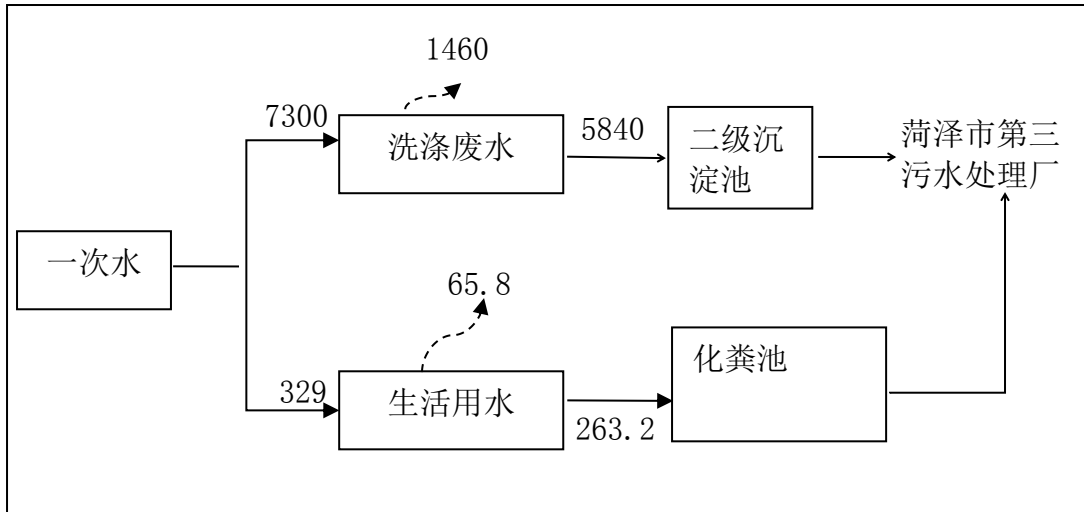 1460
7300
洗涤废水
5840
二级沉
淀池
菏泽市第三
污水处理厂
一次水
65.8
329
生活用水
263.2
化粪池